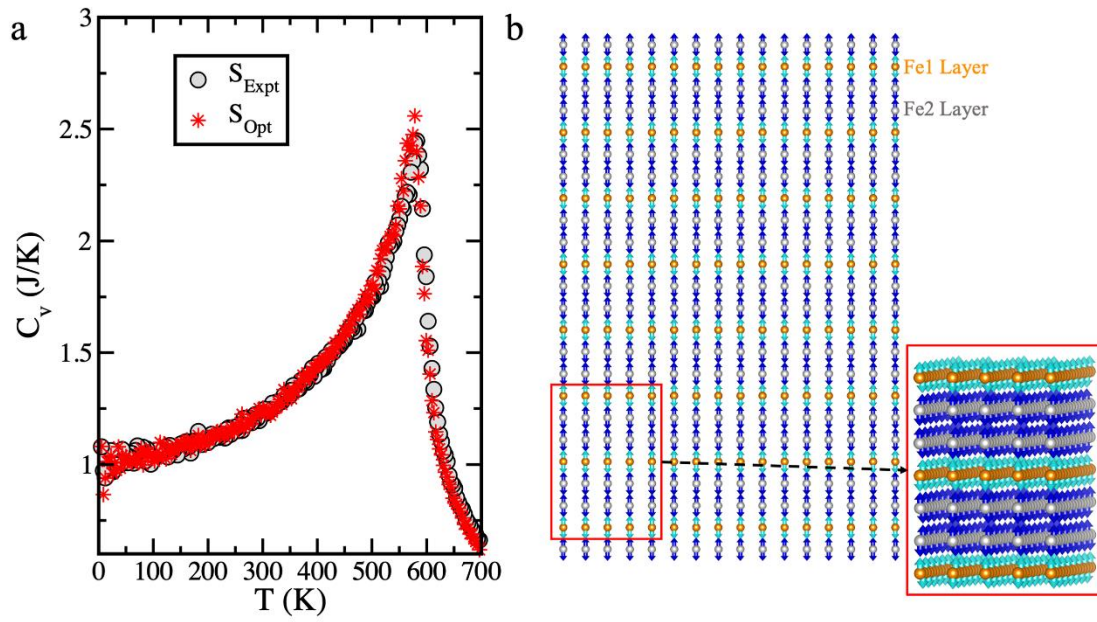 a
3
2.5
2
1.5
1
C_v (J/K)
S_Expt
S_Opt
0 100 200 300 400 500 600 700
T (K)
b
Fe1 Layer
Fe2 Layer